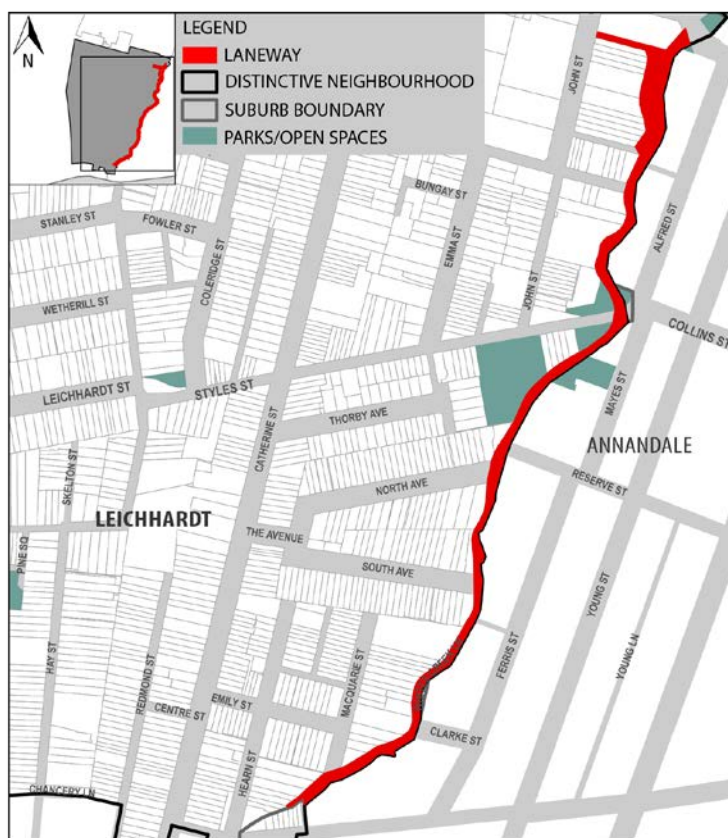 N
LEGEND
LANEWAY
DISTINCTIVE NEIGHBOURHOOD
SUBURB BOUNDARY
PARKS/OPEN SPACES
JOHN ST
BUNGAY ST
STANLEY ST
FOWLER ST
COLERIDGE ST
EMMA ST
ALFRED ST
JOHN ST
WETHERILL ST
COLLINS ST
LEICHHARDT ST
STYLES ST
MAYES ST
THORBY AVE
CATHERINE ST
ANNANDALE
SKELTON ST
NORTH AVE
RESERVE ST
LEICHHARDT
THE AVENUE
PINE SQ
SOUTH AVE
YOUNG ST
YOUNG LN
FERRIS ST
HAY ST
REDMOND ST
MACQUARIE ST
EMILY ST
CENTRE ST
CLARKE ST
HEARN ST
CHANCERY LN